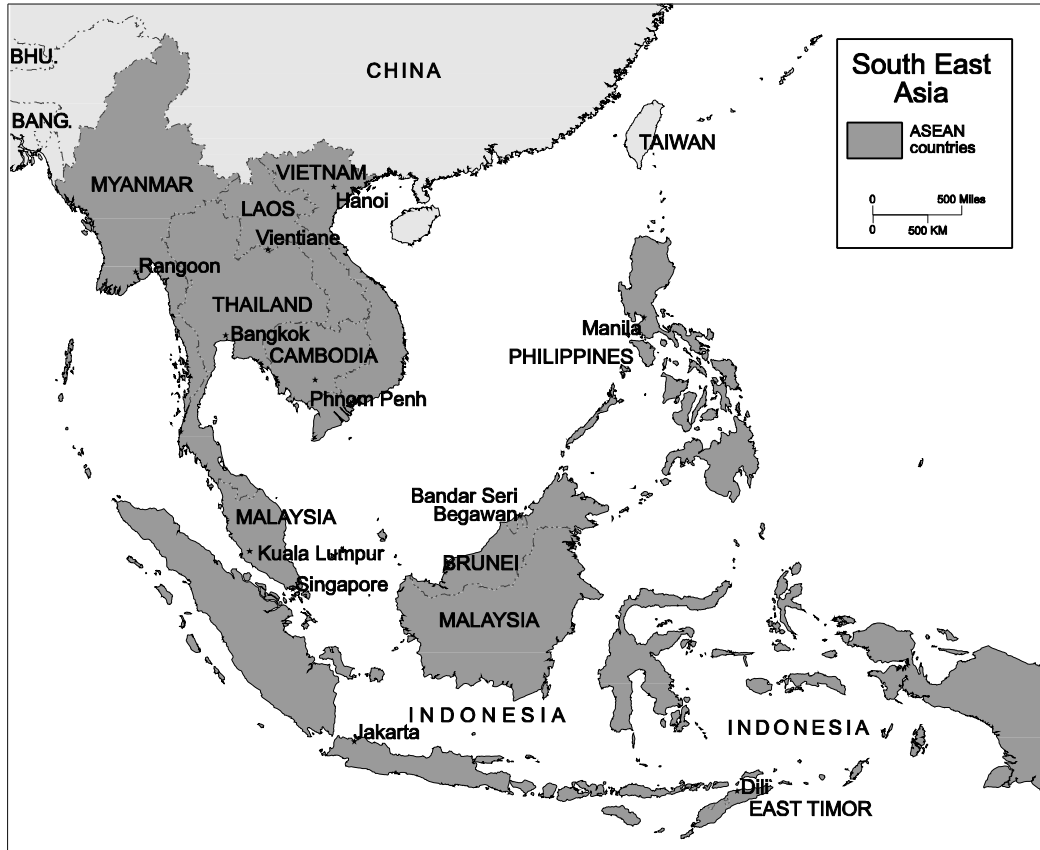 BHU.
CHINA
South East
Asia
BANG.
ASEAN
countries
TAIWAN
VIETNAM
MYANMAR
Hanoi
LAOS
0 500 Miles
0 500 KM
Vientiane
Rangoon
THAILAND
Bangkok
Manila
CAMBODIA
PHILIPPINES
Phnom Penh
Bandar Seri
Begawan
MALAYSIA
Kuala Lumpur
BRUNEI
Singapore
MALAYSIA
INDONESIA
INDONESIA
Jakarta
Dili
EAST TIMOR